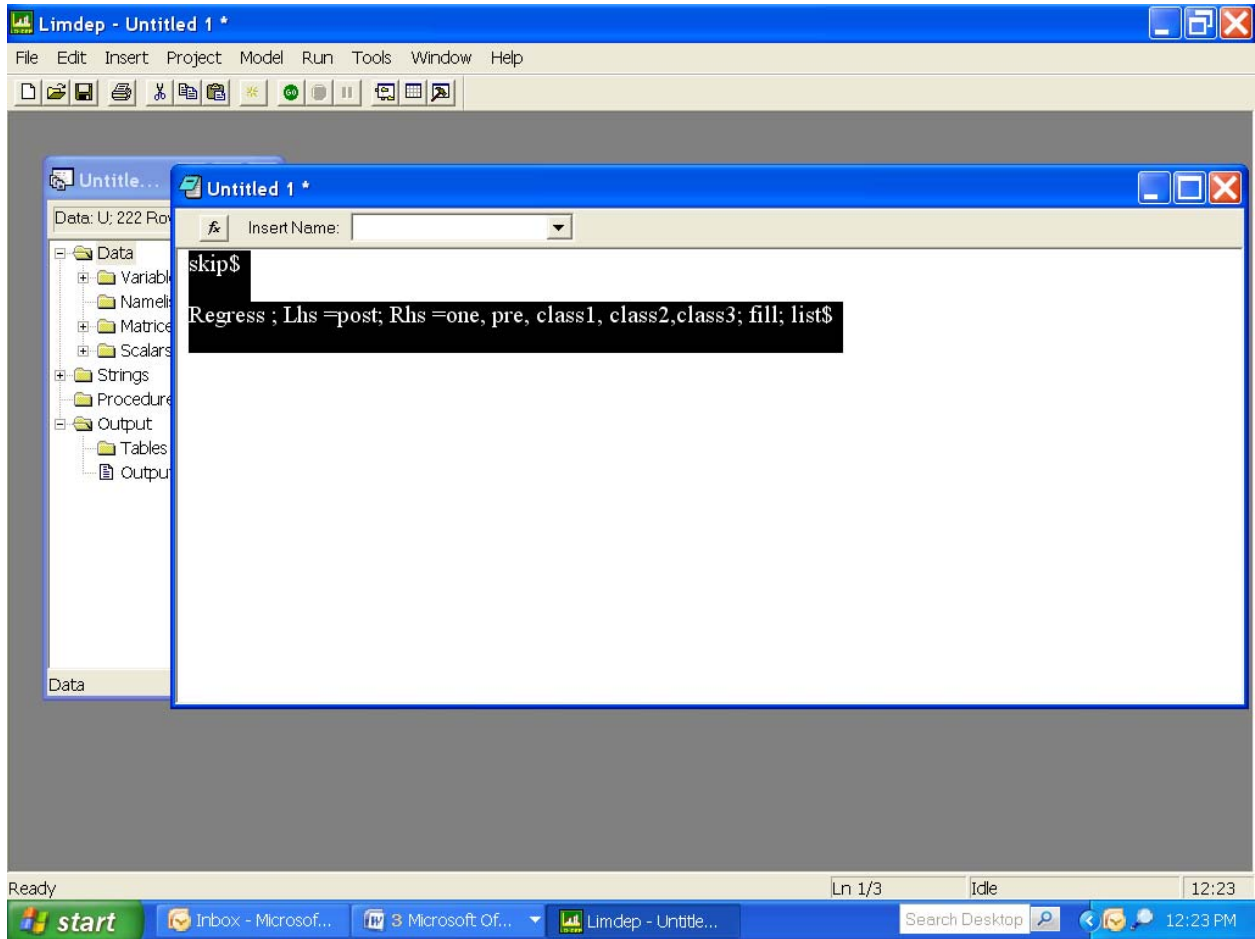 Limdep - Untitled 1 *
File Edit Insert Project Model Run Tools Window Help
Untitle...
Untitled 1 *
Data: U; 222 Ro
fx Insert Name:
Data
Variabl
Nameli
Matrice
Scalars
Strings
Procedure
Output
Tables
Outpu
skip$
Regress ; Lhs =post; Rhs =one, pre, class1, class2,class3; fill; list$
Data
Ready Ln 1/3 Idle 12:23
start Inbox - Microsof... 3 Microsoft Of... Limdep - Untitle... Search Desktop 12:23 PM